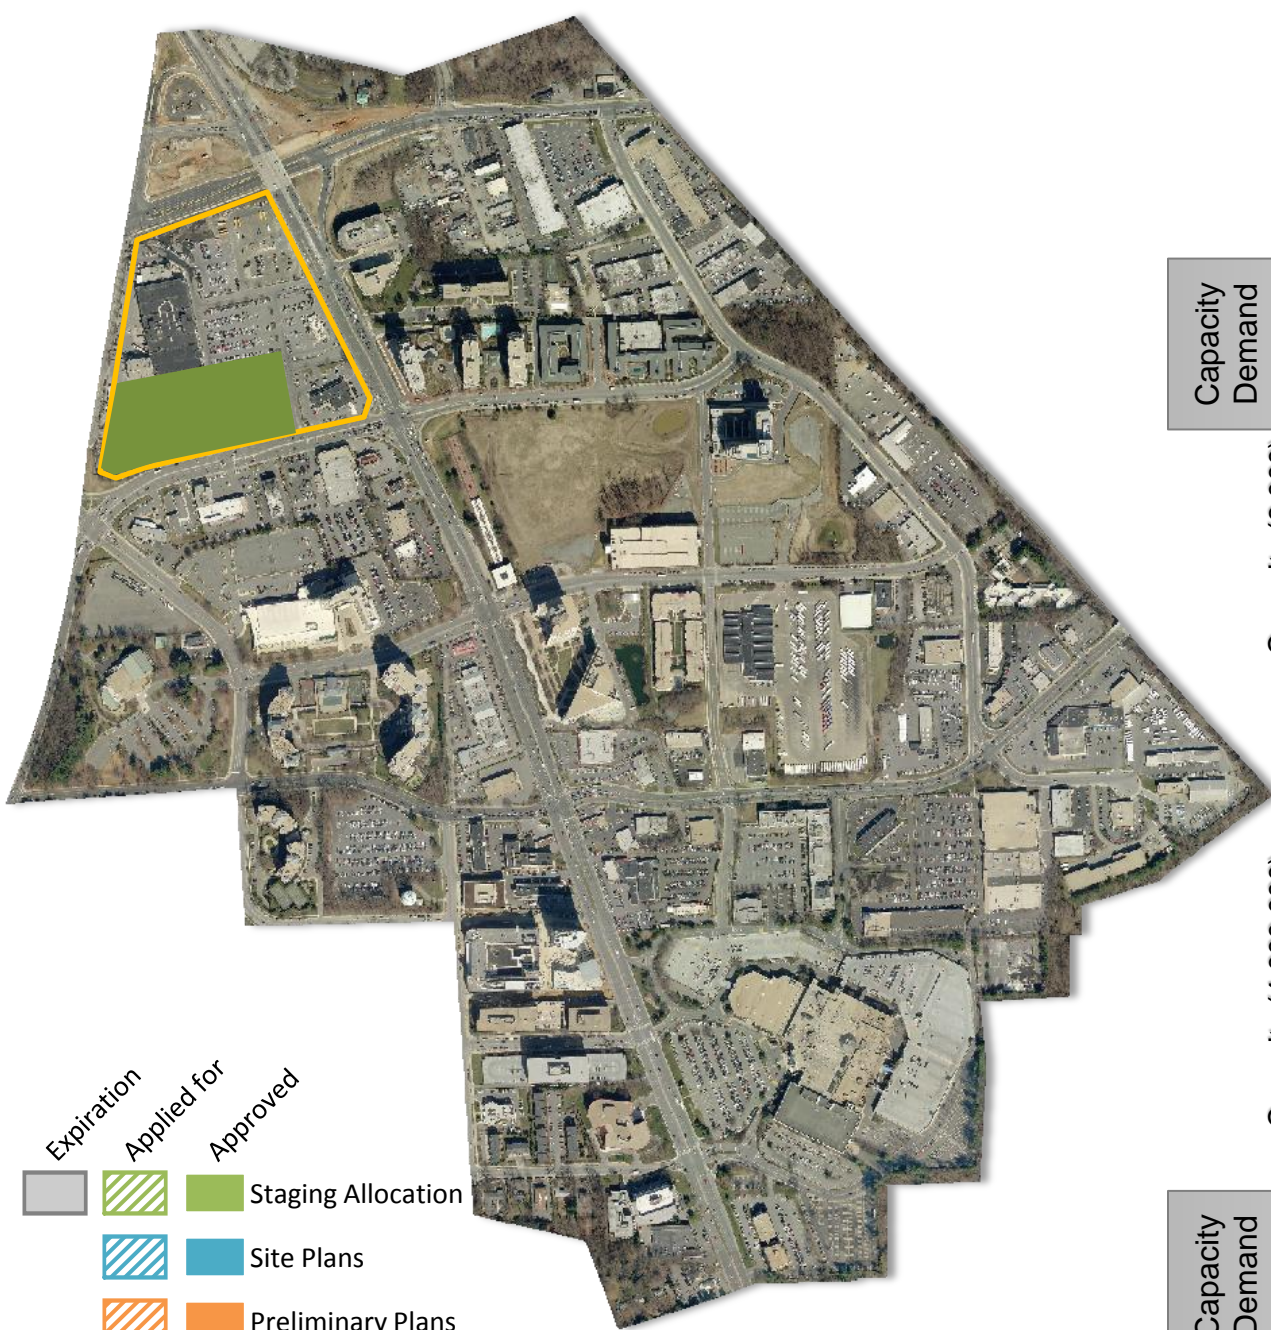 Capacity
Demand
Expiration
Applied for
Approved
Staging Allocation
Site Plans
Preliminary Plans
Capacity
Demand